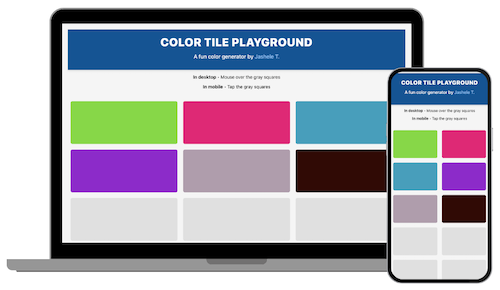 COLOR TILE PLAYGROUND
A fun color generator by Jashele T.
In desktop - Mouse over the gray squares
In mobile - Tap the gray squares
COLOR TILE PLAYGROUND
A fun color generator by Jashele T.
In desktop - Mouse over the gray squares
In mobile - Tap the gray squares